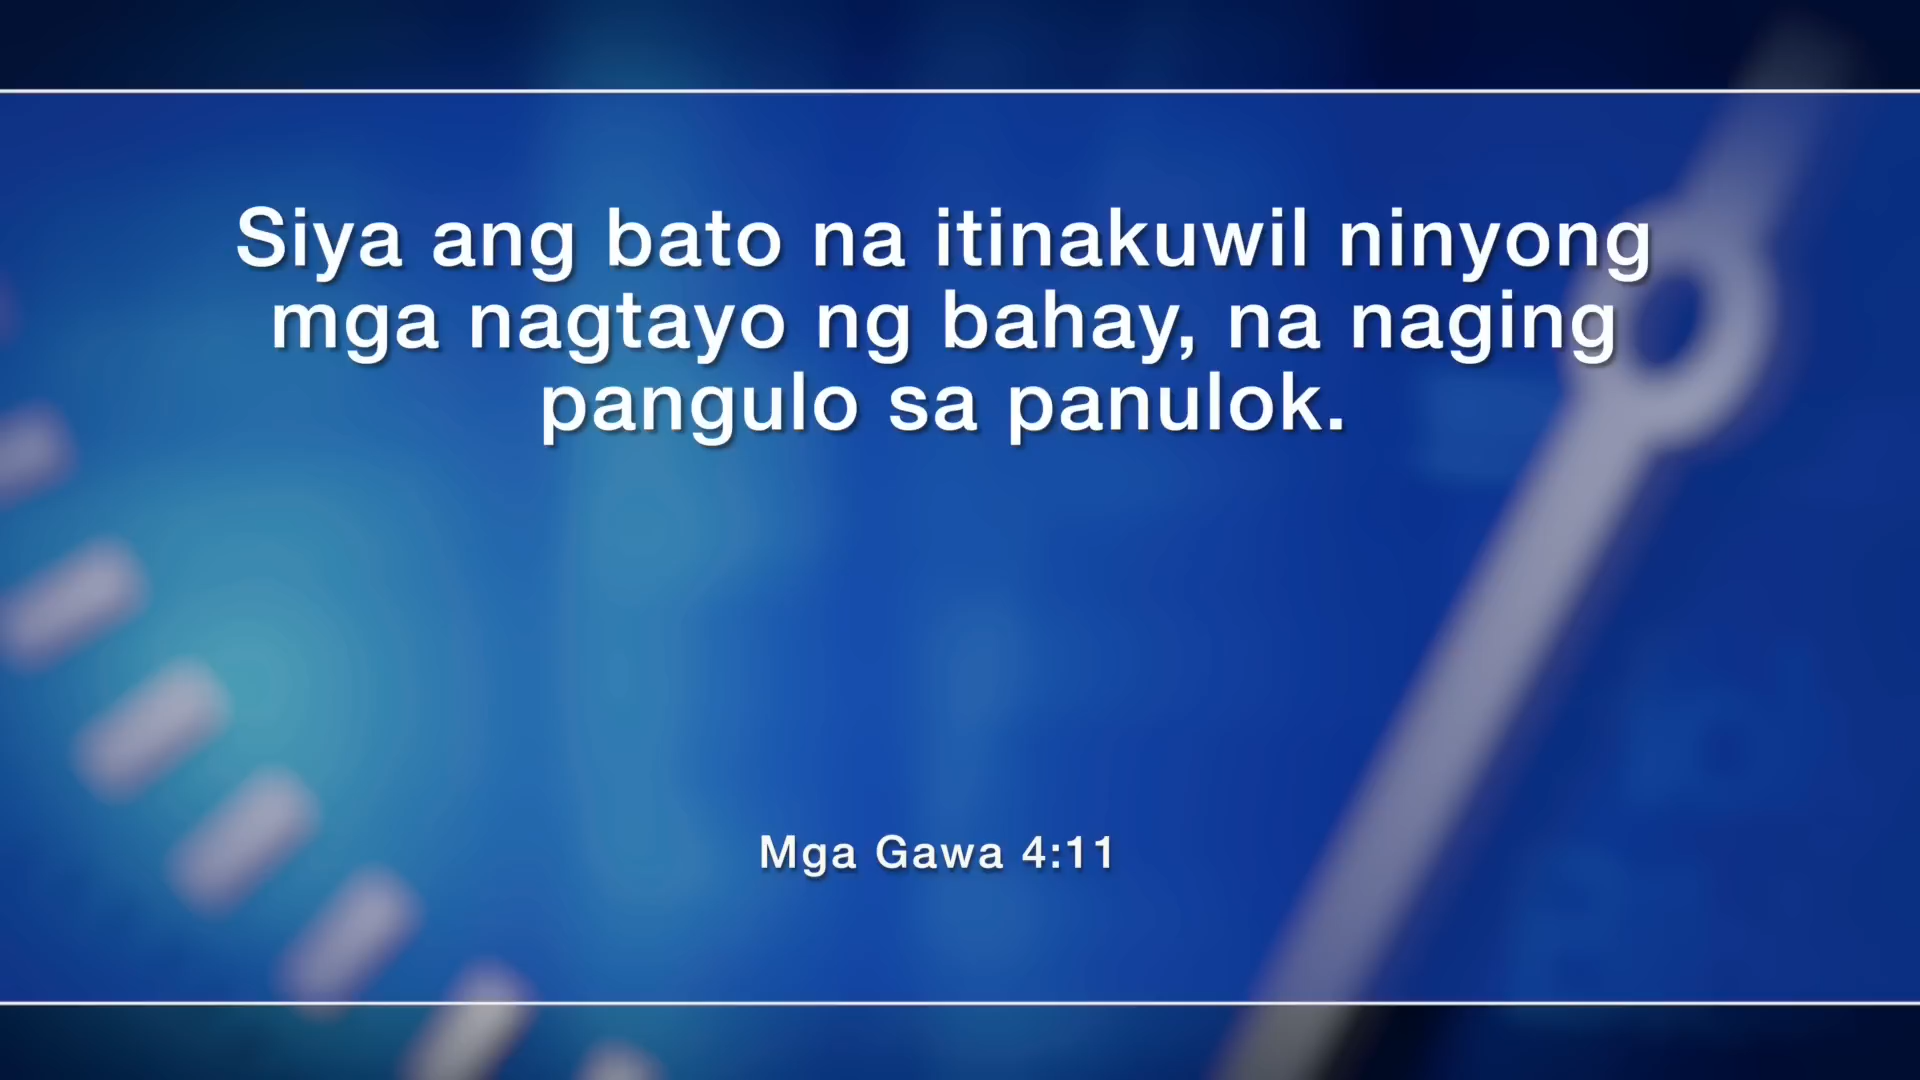 Siya ang bato na itinakuwil ninyong
mga nagtayo ng bahay, na naging
pangulo sa panulok.
Mga Gawa 4:11